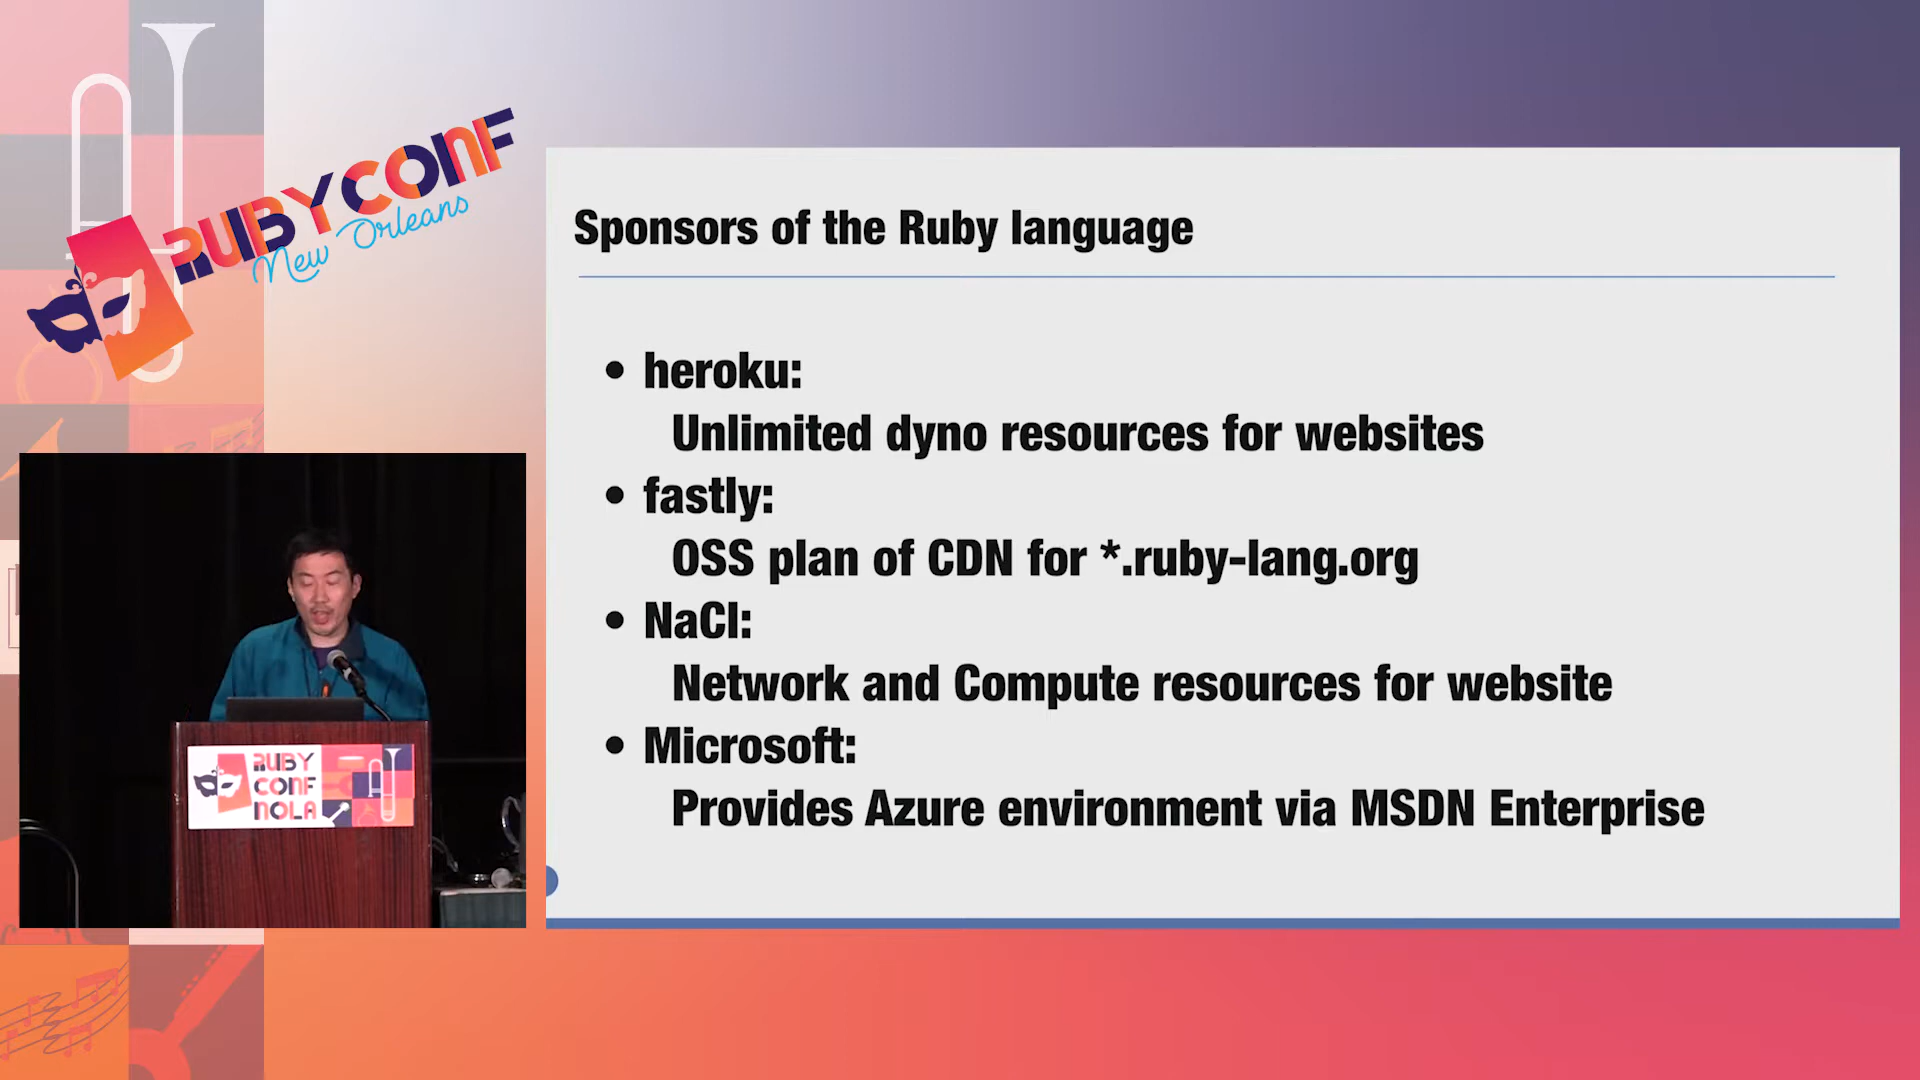 RUBYCONF
New Orleans
Sponsors of the Ruby language
• heroku:
Unlimited dyno resources for websites
• fastly:
OSS plan of CDN for *.ruby-lang.org
• NaCl:
Network and Compute resources for website
• Microsoft:
Provides Azure environment via MSDN Enterprise
RUBY
CONF
NOLA